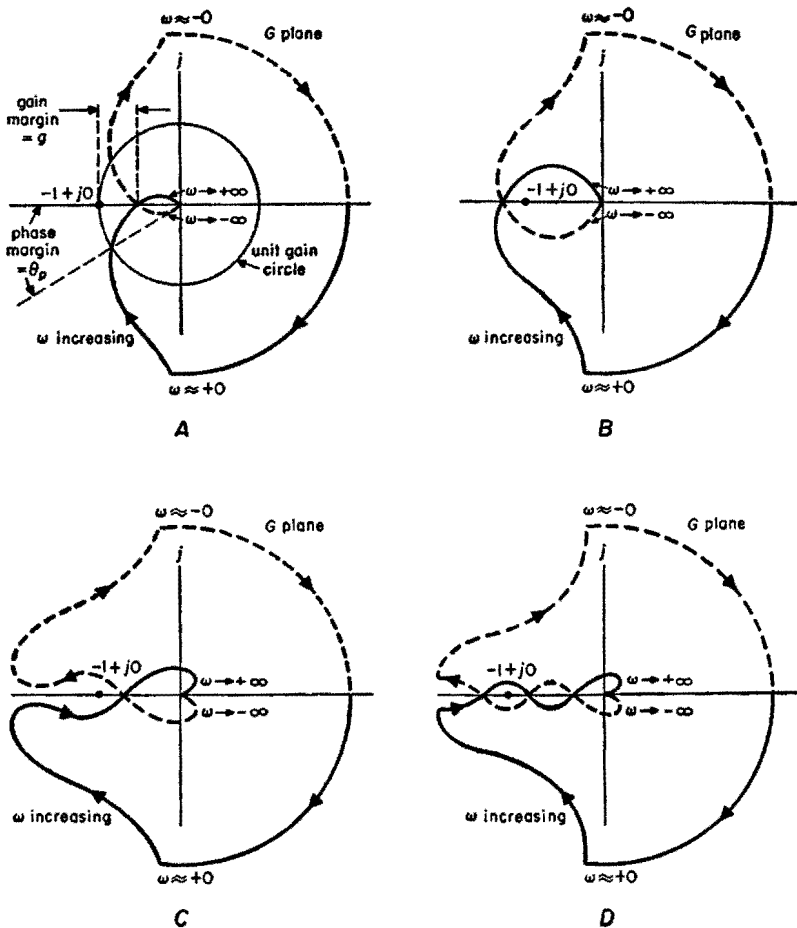 ω≈-0
G plane
j
gain
margin
= g
-1+j0
ω→+∞
ω→-∞
phase
margin
=θp
unit gain
circle
ω increasing
ω≈+0
A
ω≈-0
G plane
j
-1+j0
ω→+∞
ω→-∞
ω increasing
ω≈+0
B
ω≈-0
G plane
j
-1+j0
ω→+∞
ω→-∞
ω increasing
ω≈+0
C
ω≈-0
G plane
j
-1+j0
ω→+∞
ω→-∞
ω increasing
ω≈+0
D